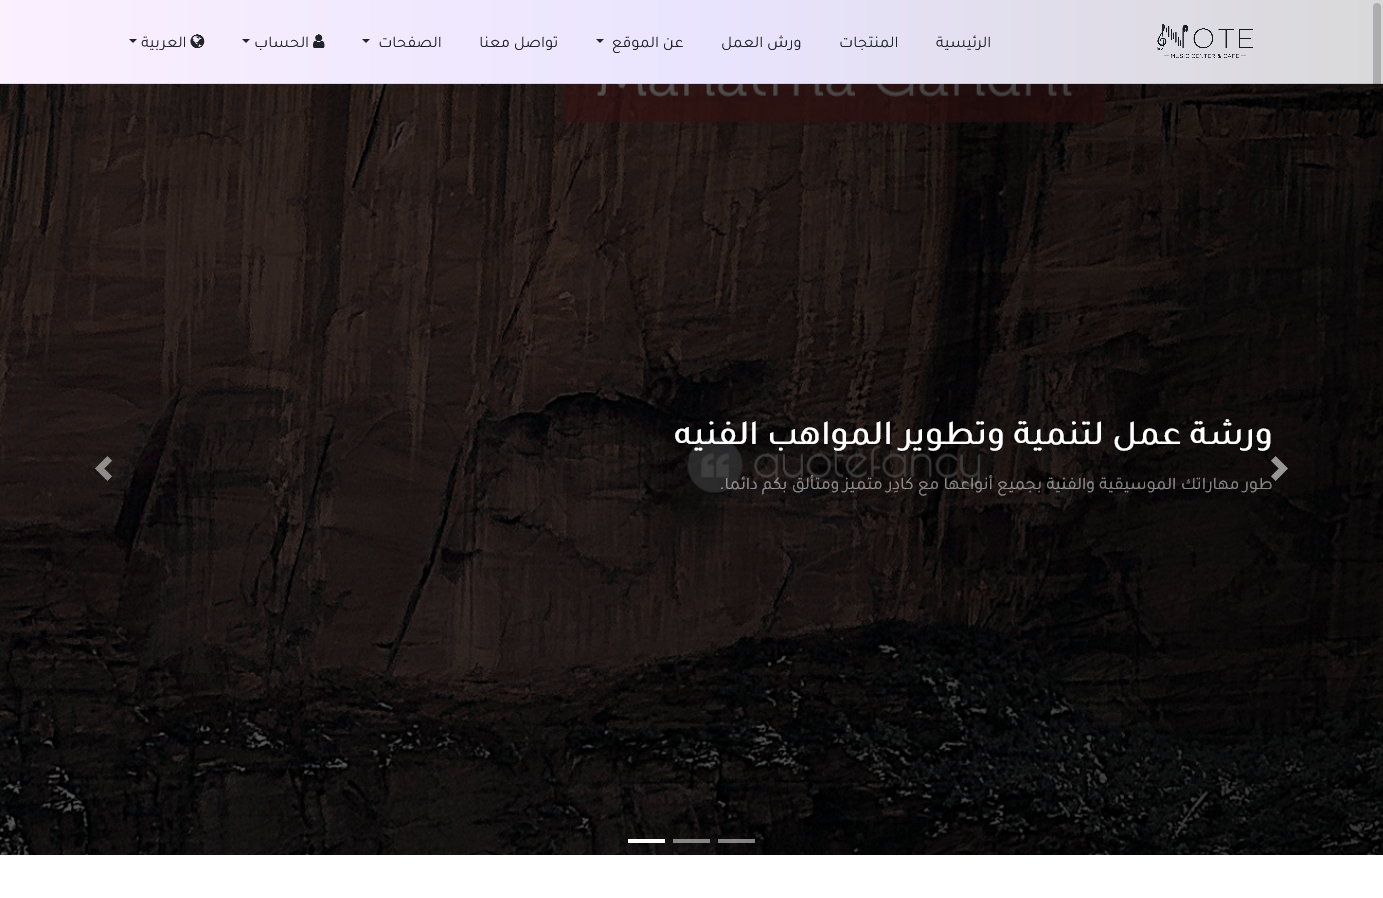 NOTE
MUSIC CENTER & CAFE
الرئيسية
المنتجات
ورش العمل
عن الموقع
تواصل معنا
الصفحات
الحساب
العربية
Mahatma Gandhi
ورشة عمل لتنمية وتطوير المواهب الفنيه
quotefancy
طور مهاراتك الموسيقية والفنية بجميع أنواعها مع كادر متميز ومتألق بكم دائما.